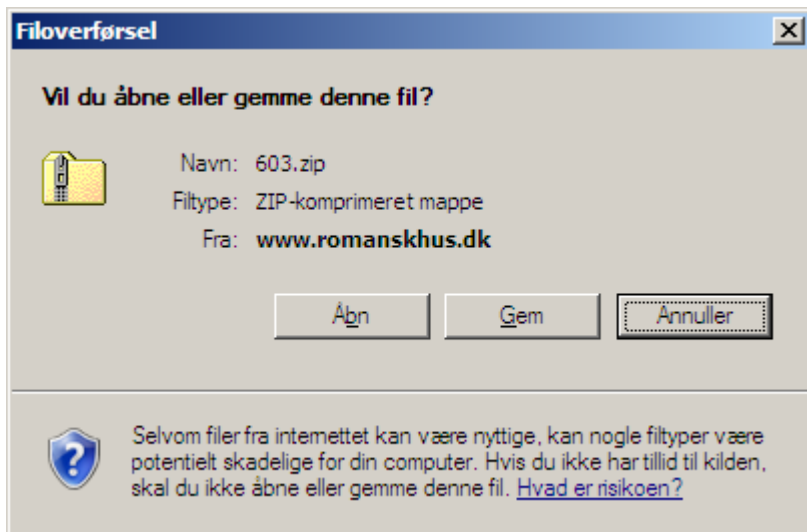 Filoverførsel
Vil du åbne eller gemme denne fil?
Navn: 603.zip
Filtype: ZIP-komprimeret mappe
Fra: www.romanskhus.dk
Åbn Gem Annuller
Selvom filer fra internettet kan være nyttige, kan nogle filtyper være
potentielt skadelige for din computer. Hvis du ikke har tillid til kilden,
skal du ikke åbne eller gemme denne fil. Hvad er risikoen?